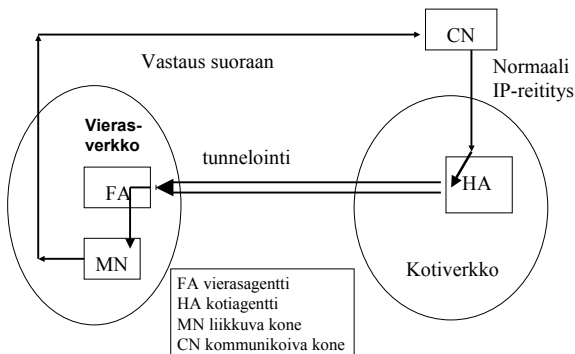 CN
Vastaus suoraan
Normaali
IP-reititys
Vieras-
verkko
tunnelointi
FA
HA
MN
Kotiverkko
FA vierasagentti
HA kotiagentti
MN liikkuva kone
CN kommunikoiva kone